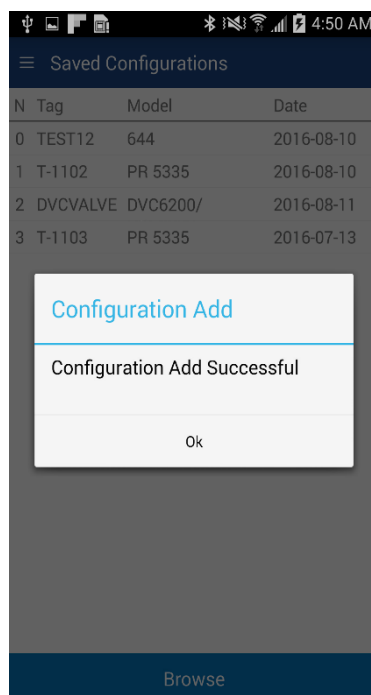 4:50 AM
Saved Configurations
N Tag Model Date
0 TEST12 644 2016-08-10
1 T-1102 PR 5335 2016-08-10
2 DVCVALVE DVC6200/ 2016-08-11
3 T-1103 PR 5335 2016-07-13
Configuration Add
Configuration Add Successful
Ok
Browse